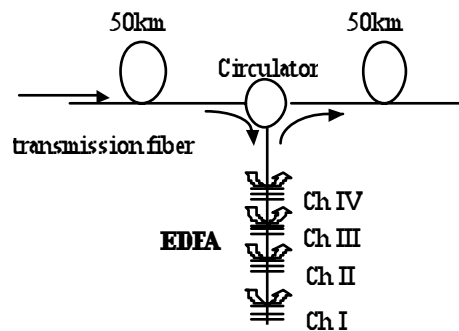 50km 50km
Circulator
transmission fiber
Ch IV
EDFA Ch III
Ch II
Ch I